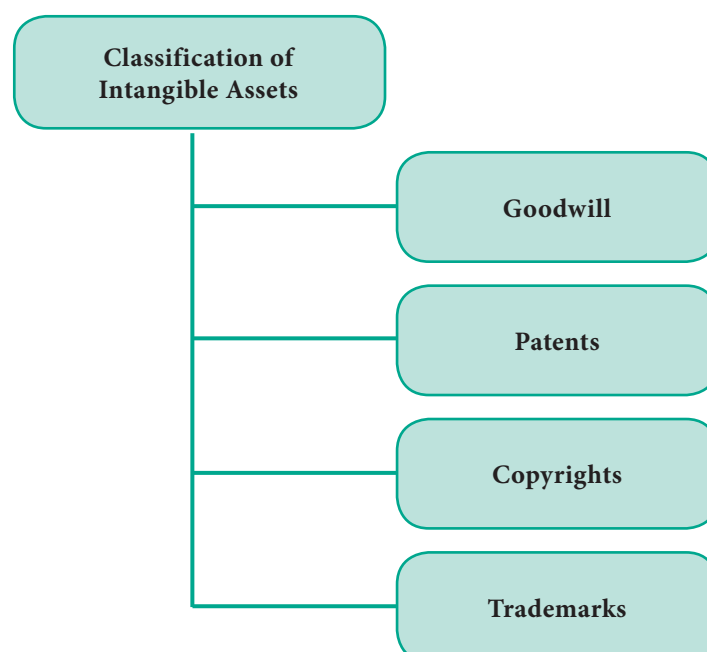 Classification of
Intangible Assets
Goodwill
Patents
Copyrights
Trademarks